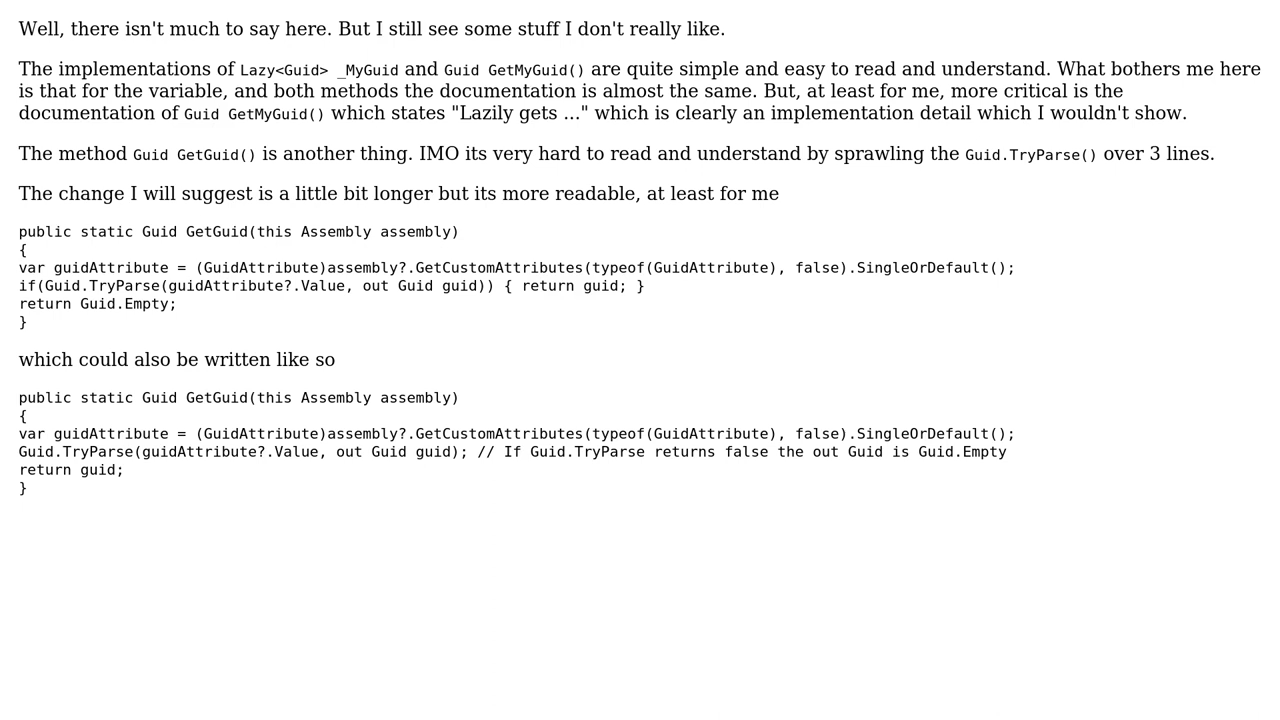 Well, there isn't much to say here. But I still see some stuff I don't really like.
The implementations of Lazy<Guid> _MyGuid and Guid GetMyGuid() are quite simple and easy to read and understand. What bothers me here
is that for the variable, and both methods the documentation is almost the same. But, at least for me, more critical is the
documentation of Guid GetMyGuid() which states "Lazily gets ..." which is clearly an implementation detail which I wouldn't show.
The method Guid GetGuid() is another thing. IMO its very hard to read and understand by sprawling the Guid.TryParse() over 3 lines.
The change I will suggest is a little bit longer but its more readable, at least for me
public static Guid GetGuid(this Assembly assembly)
{
var guidAttribute = (GuidAttribute)assembly?.GetCustomAttributes(typeof(GuidAttribute), false).SingleOrDefault();
if(Guid.TryParse(guidAttribute?.Value, out Guid guid)) { return guid; }
return Guid.Empty;
}
which could also be written like so
public static Guid GetGuid(this Assembly assembly)
{
var guidAttribute = (GuidAttribute)assembly?.GetCustomAttributes(typeof(GuidAttribute), false).SingleOrDefault();
Guid.TryParse(guidAttribute?.Value, out Guid guid); // If Guid.TryParse returns false the out Guid is Guid.Empty
return guid;
}